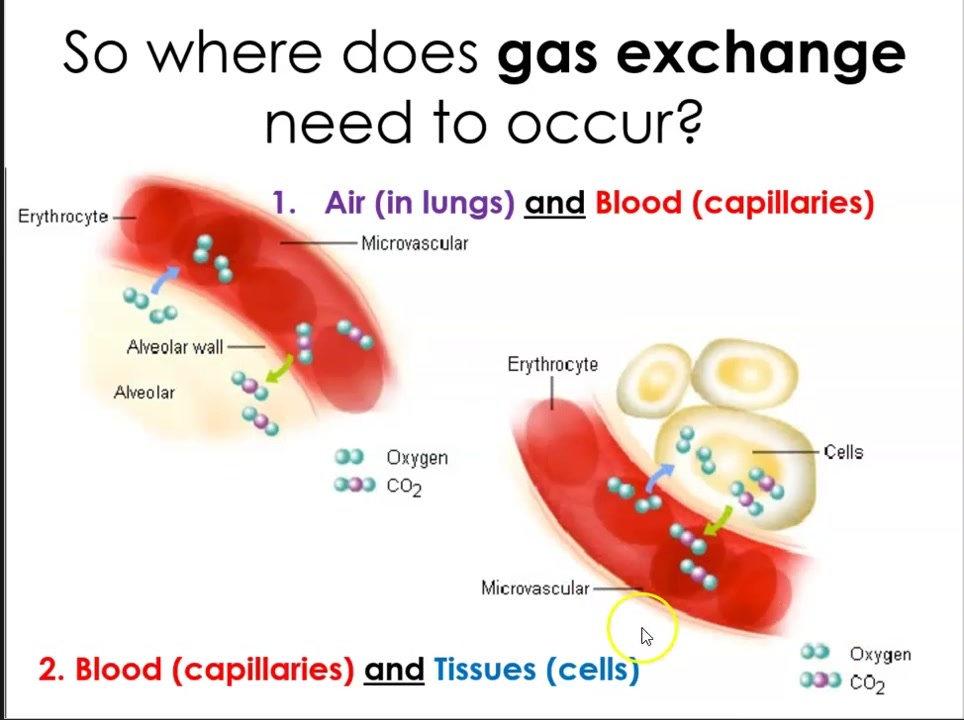 So where does gas exchange
need to occur?
1. Air (in lungs) and Blood (capillaries)
Erythrocyte
Microvascular
Alveolar wall
Alveolar
Oxygen
CO2
Erythrocyte
Cells
Microvascular
Oxygen
CO2
2. Blood (capillaries) and Tissues (cells)